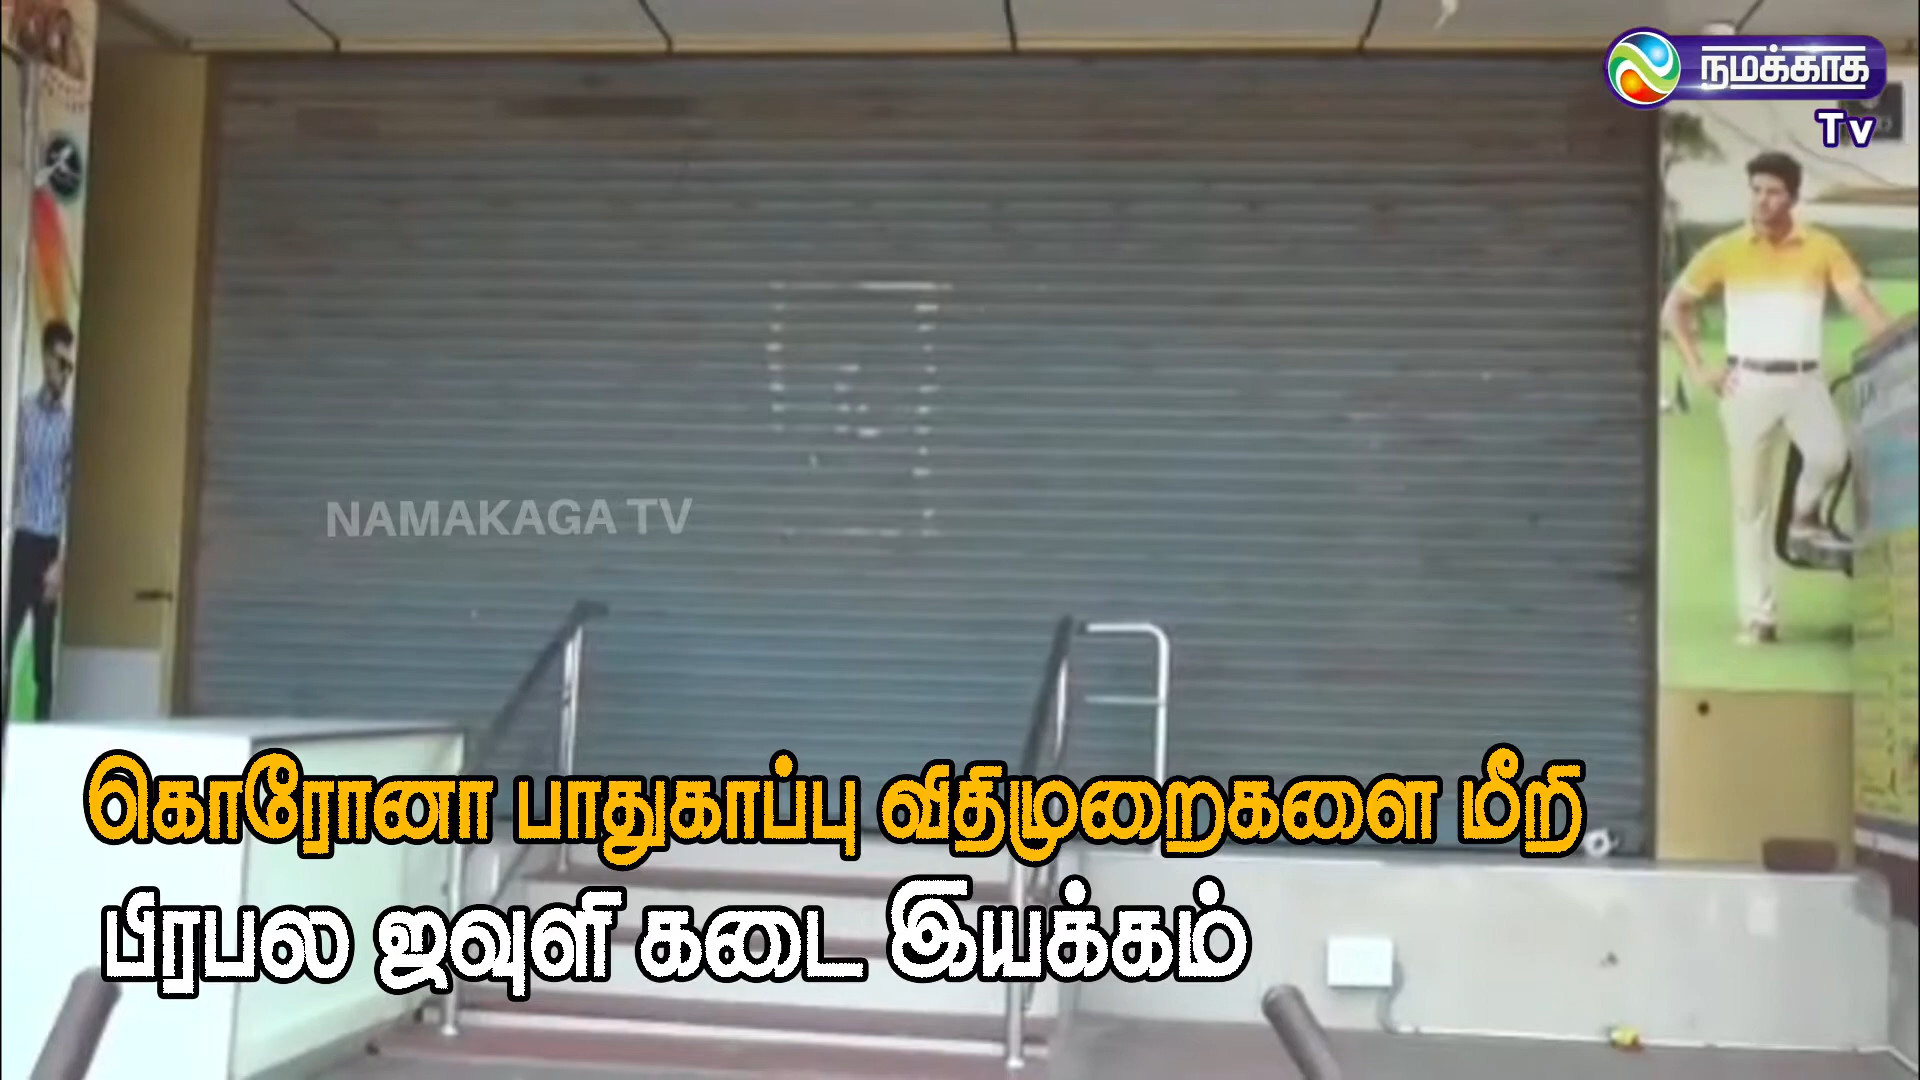 நமக்காக
Tv
NAMAKAGA TV
கொரோனா பாதுகாப்பு விதிமுறைகளை மீறி
பிரபல ஜவுளி கடை இயக்கம்